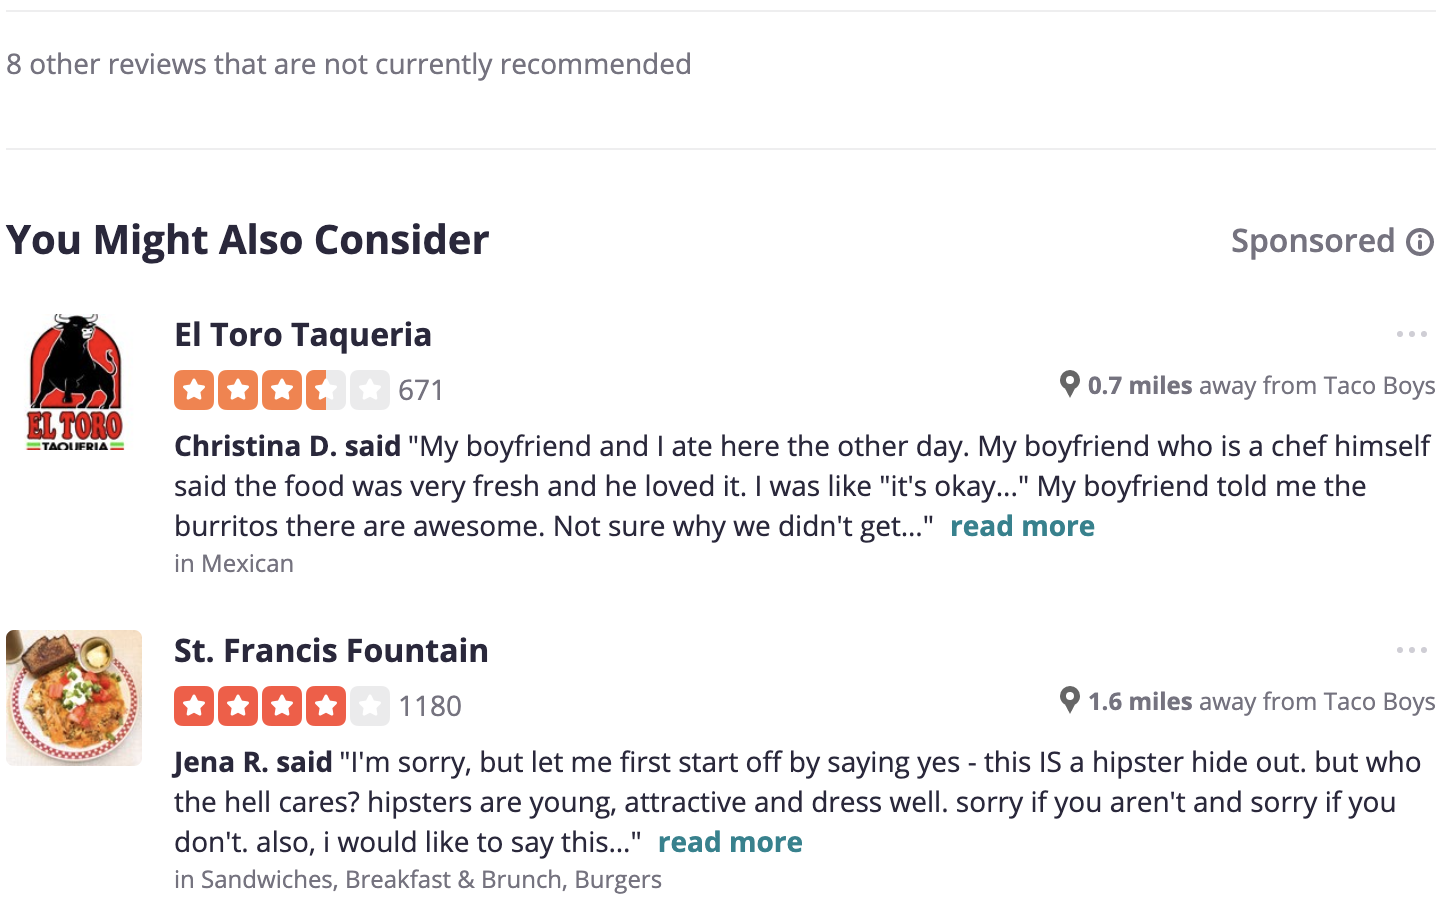 8 other reviews that are not currently recommended
You Might Also Consider
Sponsored
EL TORO
TAQUERIA
El Toro Taqueria
671
0.7 miles away from Taco Boys
Christina D. said "My boyfriend and I ate here the other day. My boyfriend who is a chef himself
said the food was very fresh and he loved it. I was like "it's okay..." My boyfriend told me the
burritos there are awesome. Not sure why we didn't get..." read more
in Mexican
St. Francis Fountain
1180
1.6 miles away from Taco Boys
Jena R. said "I'm sorry, but let me first start off by saying yes - this IS a hipster hide out. but who
the hell cares? hipsters are young, attractive and dress well. sorry if you aren't and sorry if you
don't. also, i would like to say this..." read more
in Sandwiches, Breakfast & Brunch, Burgers